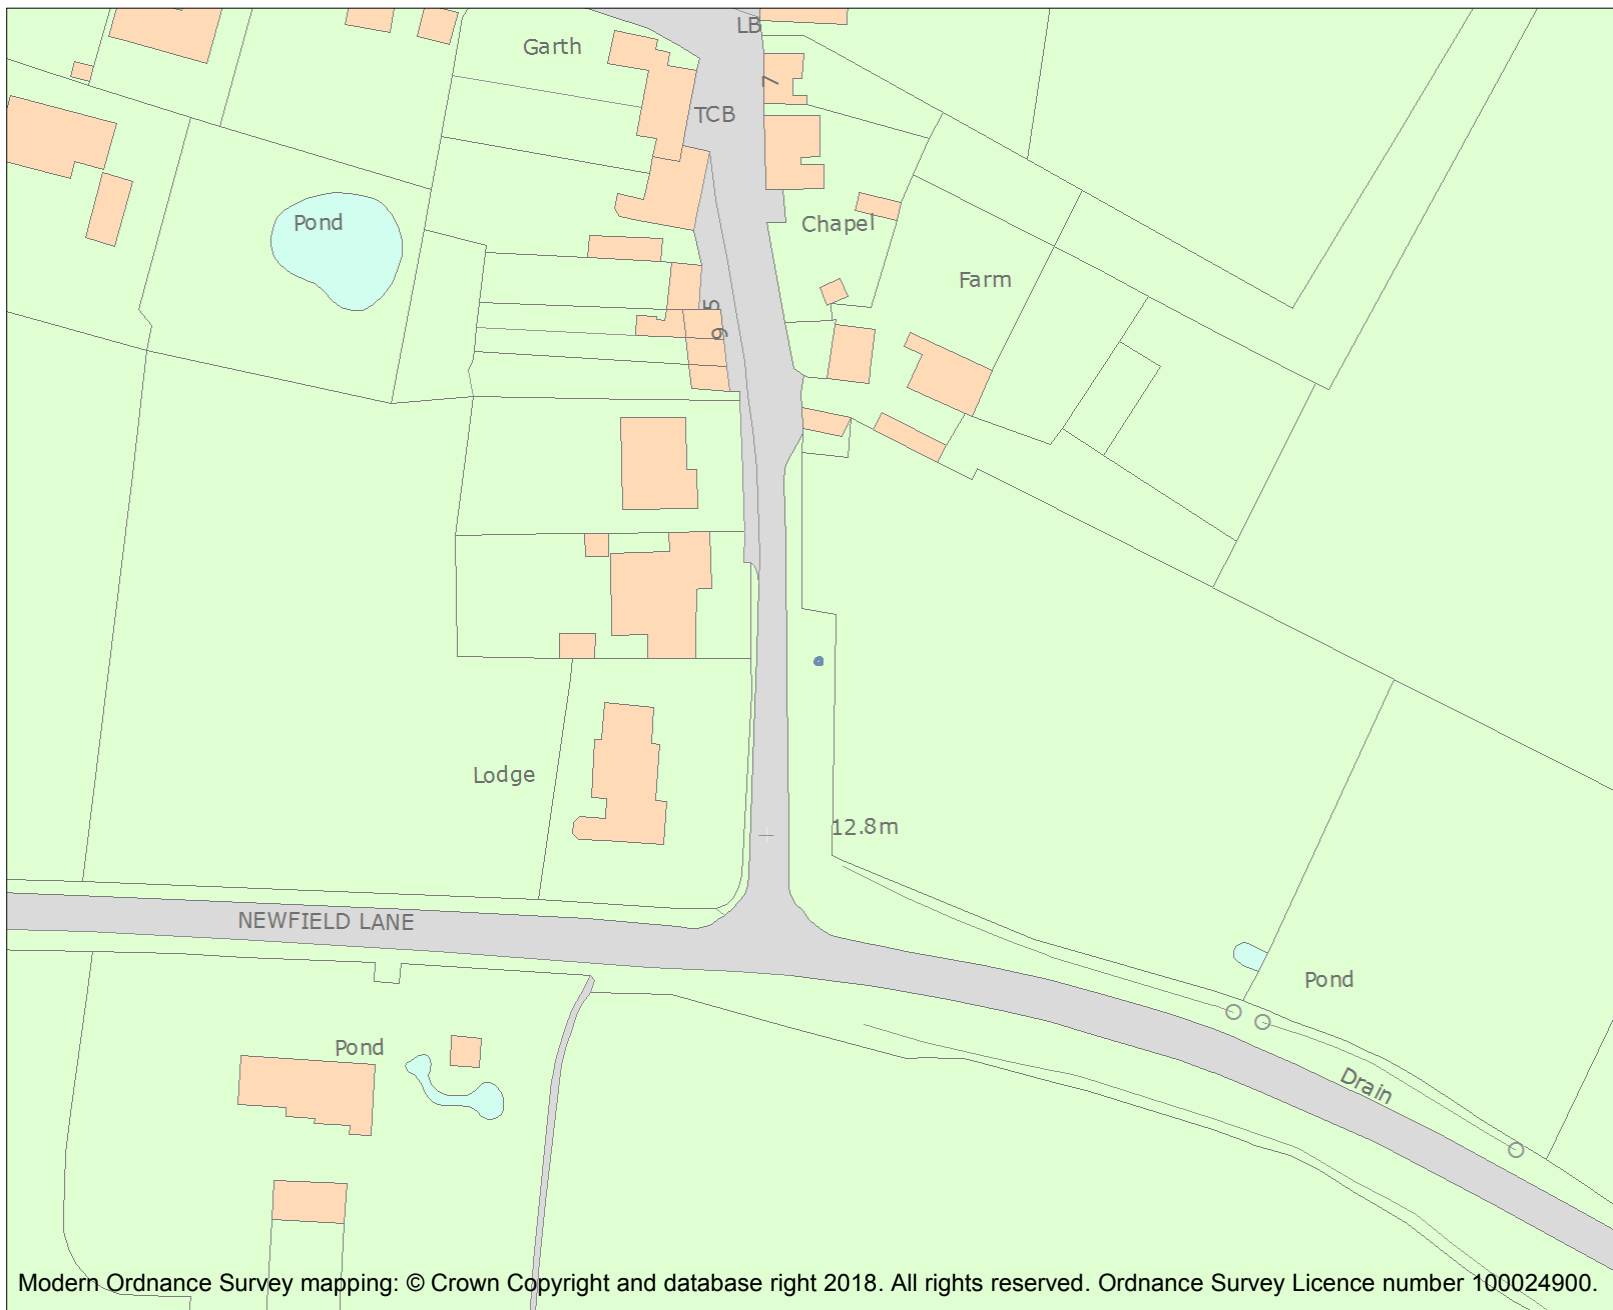 LB
Garth
7
TCB
Pond
Chapel
Farm
5
6
Lodge
12.8m
NEWFIELD LANE
Pond
Pond
Drain
Modern Ordnance Survey mapping: © Crown Copyright and database right 2018. All rights reserved. Ordnance Survey Licence number 100024900.